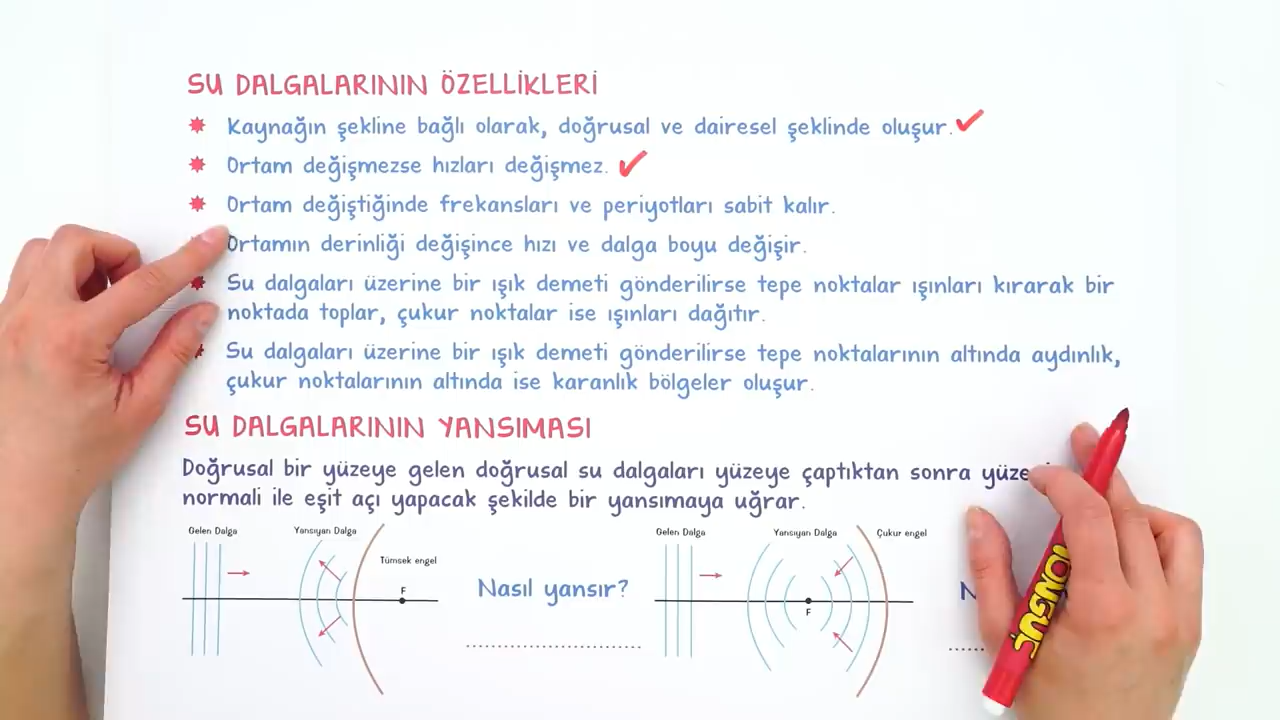 SU DALGALARININ ÖZELLİKLERİ
Kaynağın şekline bağlı olarak, doğrusal ve dairesel şeklinde oluşur.
Ortam değişmezse hızları değişmez.
Ortam değiştiğinde frekansları ve periyotları sabit kalır.
Ortamın derinliği değişince hızı ve dalga boyu değişir.
Su dalgaları üzerine bir ışık demeti gönderilirse tepe noktalar ışınları kırarak bir
noktada toplar, çukur noktalar ise ışınları dağıtır.
Su dalgaları üzerine bir ışık demeti gönderilirse tepe noktalarının altında aydınlık,
çukur noktalarının altında ise karanlık bölgeler oluşur.
SU DALGALARININ YANSIMASI
Doğrusal bir yüzeye gelen doğrusal su dalgaları yüzeye çaptıktan sonra
normali ile eşit açı yapacak şekilde bir yansımaya uğrar.
Gelen Dalga
Yansıyan Dalga
Tümsek engel
F
Nasıl yansır?
Gelen Dalga
Yansıyan Dalga
Çukur engel
F
TONGUÇ